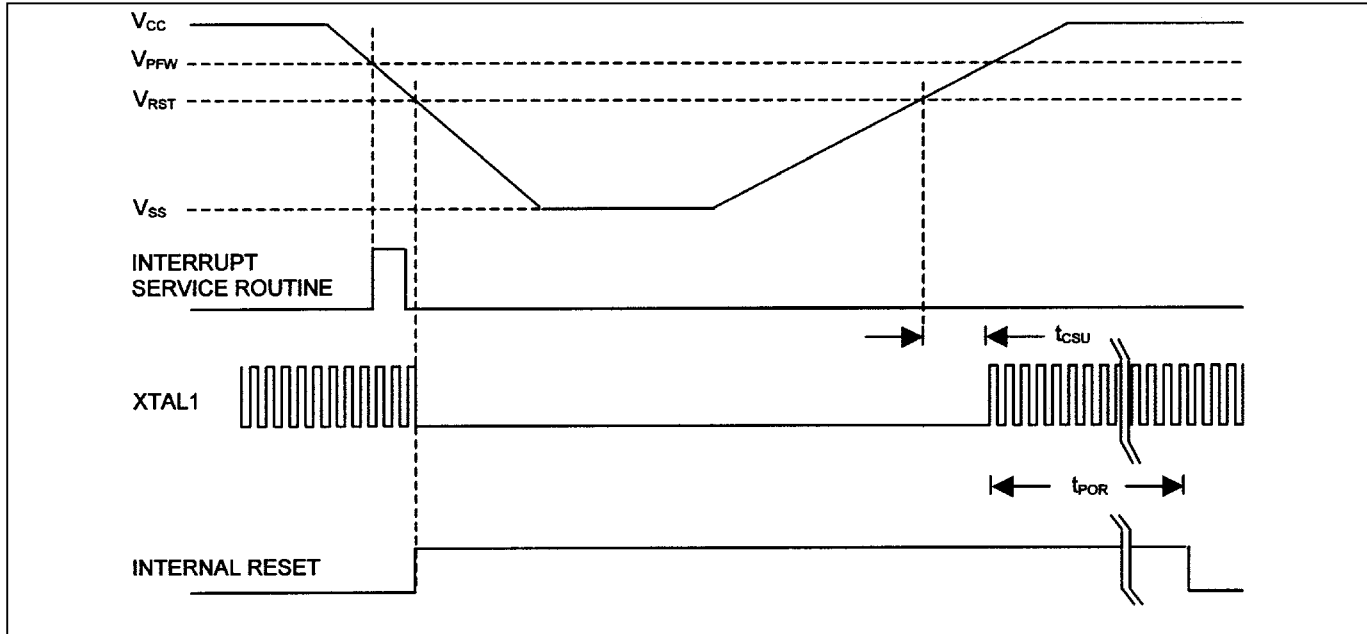 VCC
VPFW
VRST
VSS
INTERRUPT
SERVICE ROUTINE
tCSU
XTAL1
tPOR
INTERNAL RESET